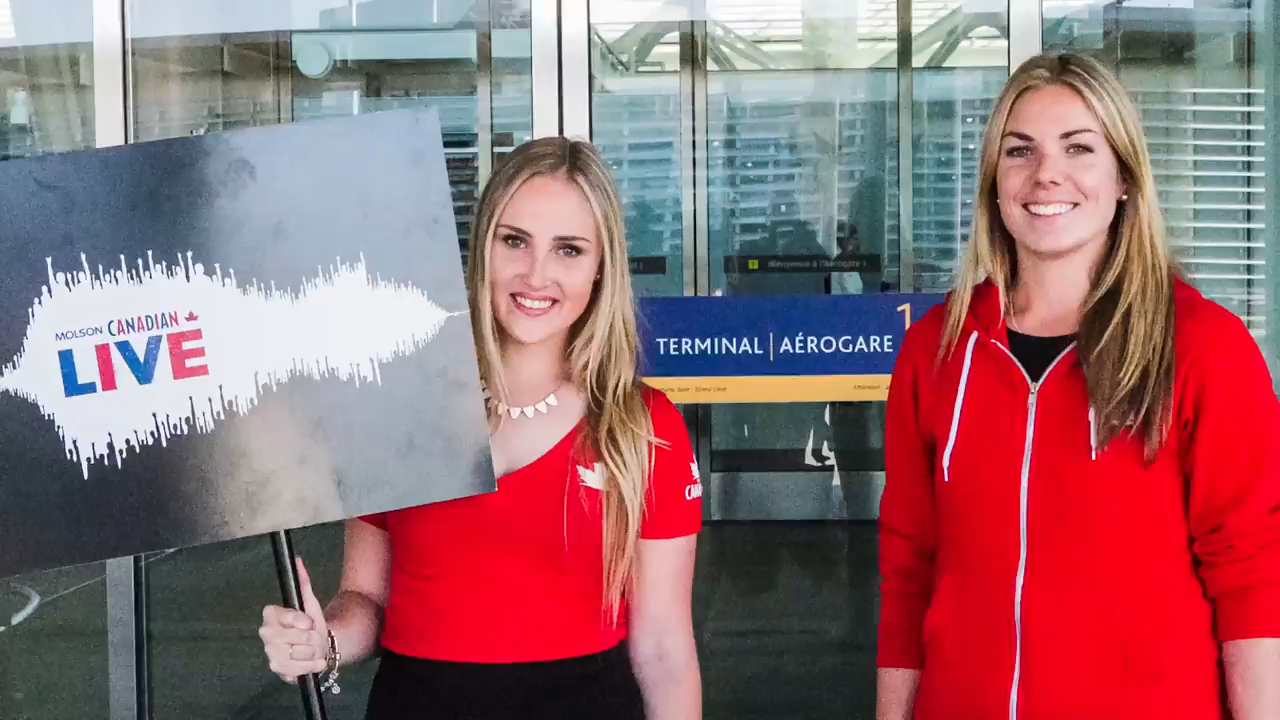 MOLSON CANADIAN
LIVE
Bienvenue à l'Aérogare 1
1
TERMINAL | AÉROGARE